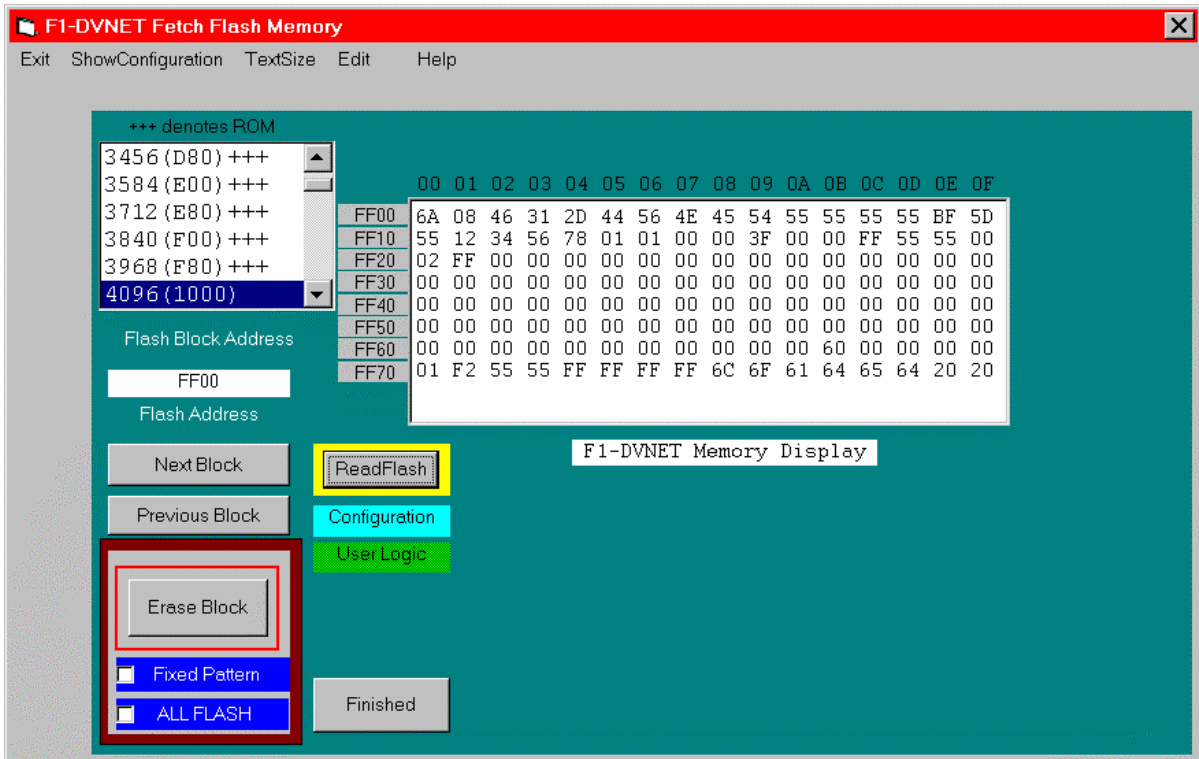 F1-DVNET Fetch Flash Memory
Exit ShowConfiguration TextSize Edit Help
+++ denotes ROM
3456 (D80) +++
3584 (E00) +++
3712 (E80) +++
3840 (F00) +++
3968 (F80) +++
4096 (1000)
Flash Block Address
FF00
Flash Address
00 01 02 03 04 05 06 07 08 09 0A 0B 0C 0D 0E 0F
FF00 6A 08 46 31 2D 44 56 4E 45 54 55 55 55 55 BF 5D
FF10 55 12 34 56 78 01 01 00 00 3F 00 00 FF 55 55 00
FF20 02 FF 00 00 00 00 00 00 00 00 00 00 00 00 00 00
FF30 00 00 00 00 00 00 00 00 00 00 00 00 00 00 00 00
FF40 00 00 00 00 00 00 00 00 00 00 00 00 00 00 00 00
FF50 00 00 00 00 00 00 00 00 00 00 00 00 00 00 00 00
FF60 00 00 00 00 00 00 00 00 00 00 00 60 00 00 00 00
FF70 01 F2 55 55 FF FF FF FF 6C 6F 61 64 65 64 20 20
F1-DVNET Memory Display
Next Block
Previous Block
ReadFlash
Configuration
User Logic
Erase Block
Fixed Pattern
ALL FLASH
Finished